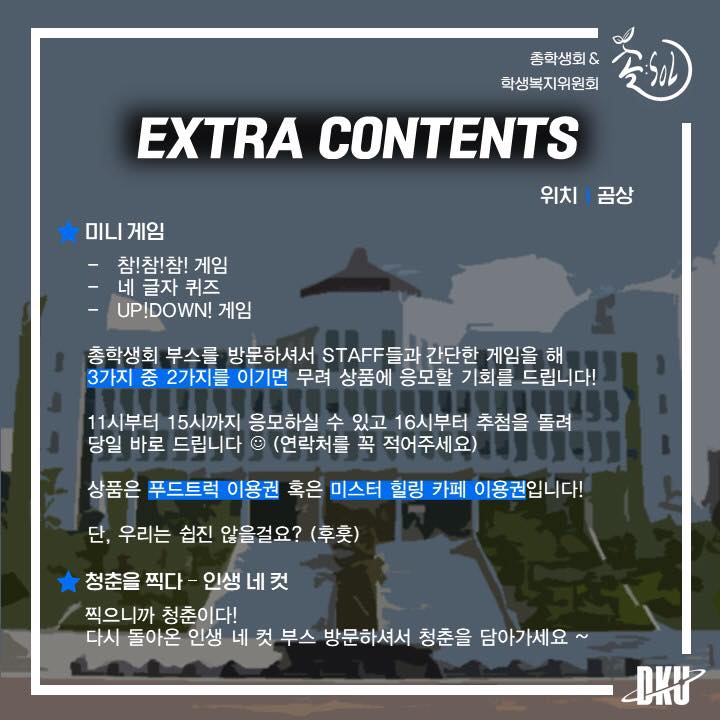 총학생회 &
학생복지위원회
솔:SOL
EXTRA CONTENTS
위치 | 곰상
★ 미니 게임
- 참!참!참! 게임
- 네 글자 퀴즈
- UP!DOWN! 게임
총학생회 부스를 방문하셔서 STAFF들과 간단한 게임을 해
3가지 중 2가지를 이기면 무려 상품에 응모할 기회를 드립니다!
11시부터 15시까지 응모하실 수 있고 16시부터 추첨을 돌려
당일 바로 드립니다 ☺ (연락처를 꼭 적어주세요)
상품은 푸드트럭 이용권 혹은 미스터 힐링 카페 이용권입니다!
단, 우리는 쉽진 않을걸요? (후훗)
★ 청춘을 찍다 - 인생 네 컷
찍으니까 청춘이다!
다시 돌아온 인생 네 컷 부스 방문하셔서 청춘을 담아가세요 ~
DKU